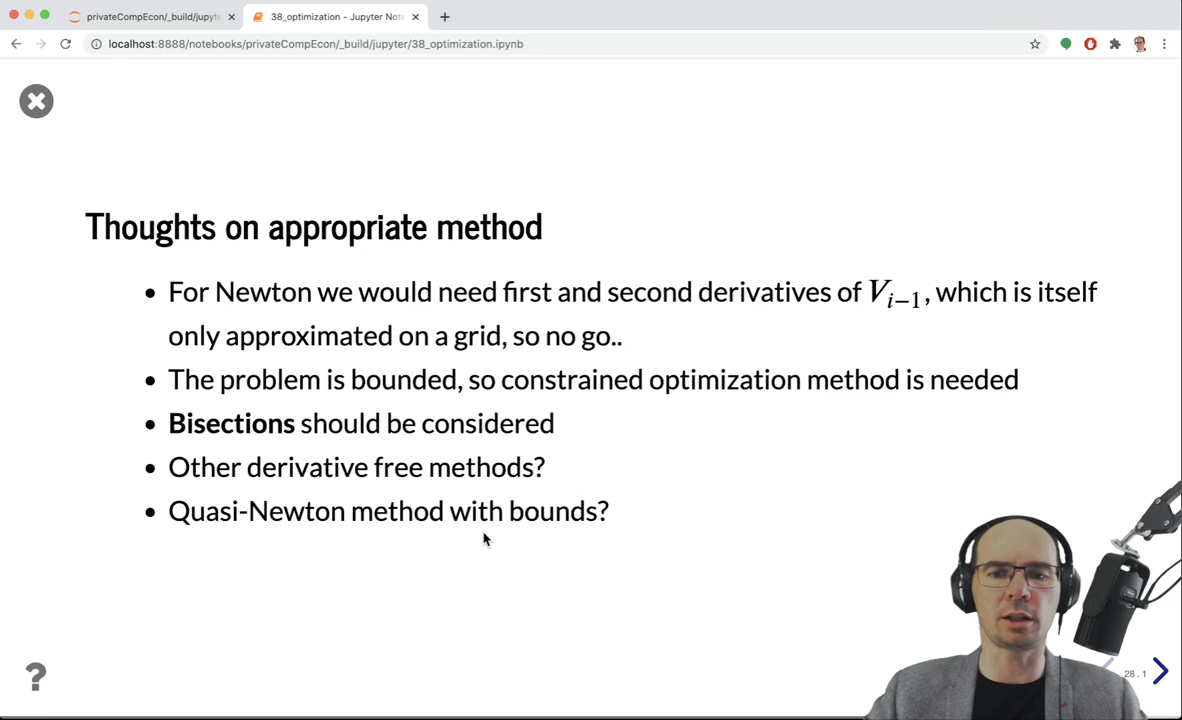 privateCompEcon/_build/jupyte
38_optimization - Jupyter Note
localhost:8888/notebooks/privateCompEcon/_build/jupyter/38_optimization.ipynb
Thoughts on appropriate method
• For Newton we would need first and second derivatives of V_{i−1}, which is itself
only approximated on a grid, so no go..
• The problem is bounded, so constrained optimization method is needed
• Bisections should be considered
• Other derivative free methods?
• Quasi-Newton method with bounds?
?
28.1